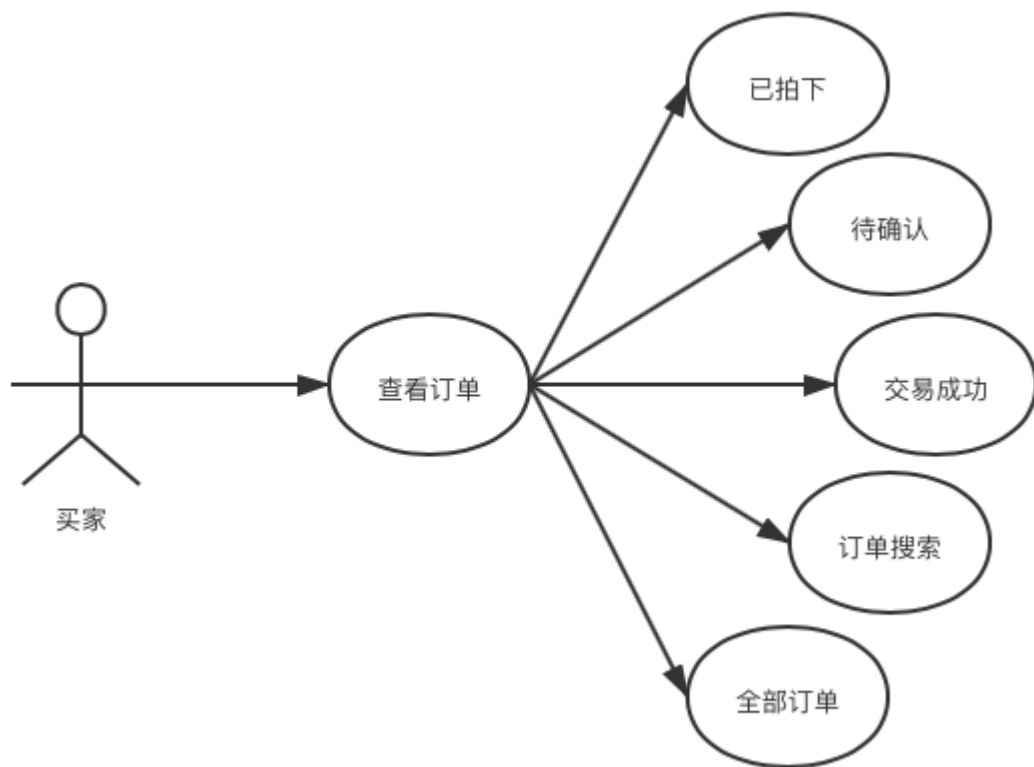 已拍下
待确认
查看订单
交易成功
买家
订单搜索
全部订单